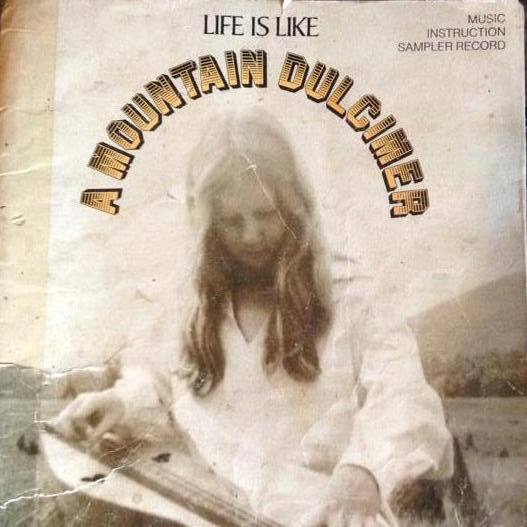 LIFE IS LIKE
A MOUNTAIN DULCIMER
MUSIC
INSTRUCTION
SAMPLER RECORD